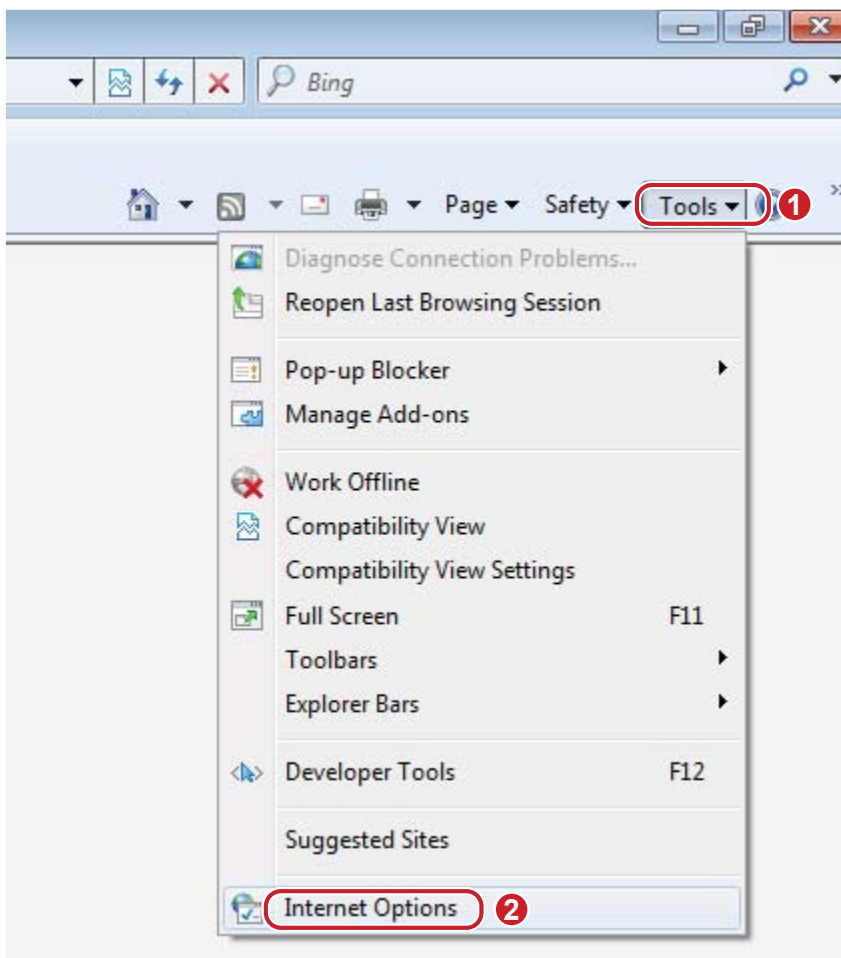 Bing
Page Safety Tools 1
Diagnose Connection Problems...
Reopen Last Browsing Session
Pop-up Blocker
Manage Add-ons
Work Offline
Compatibility View
Compatibility View Settings
Full Screen F11
Toolbars
Explorer Bars
Developer Tools F12
Suggested Sites
Internet Options 2